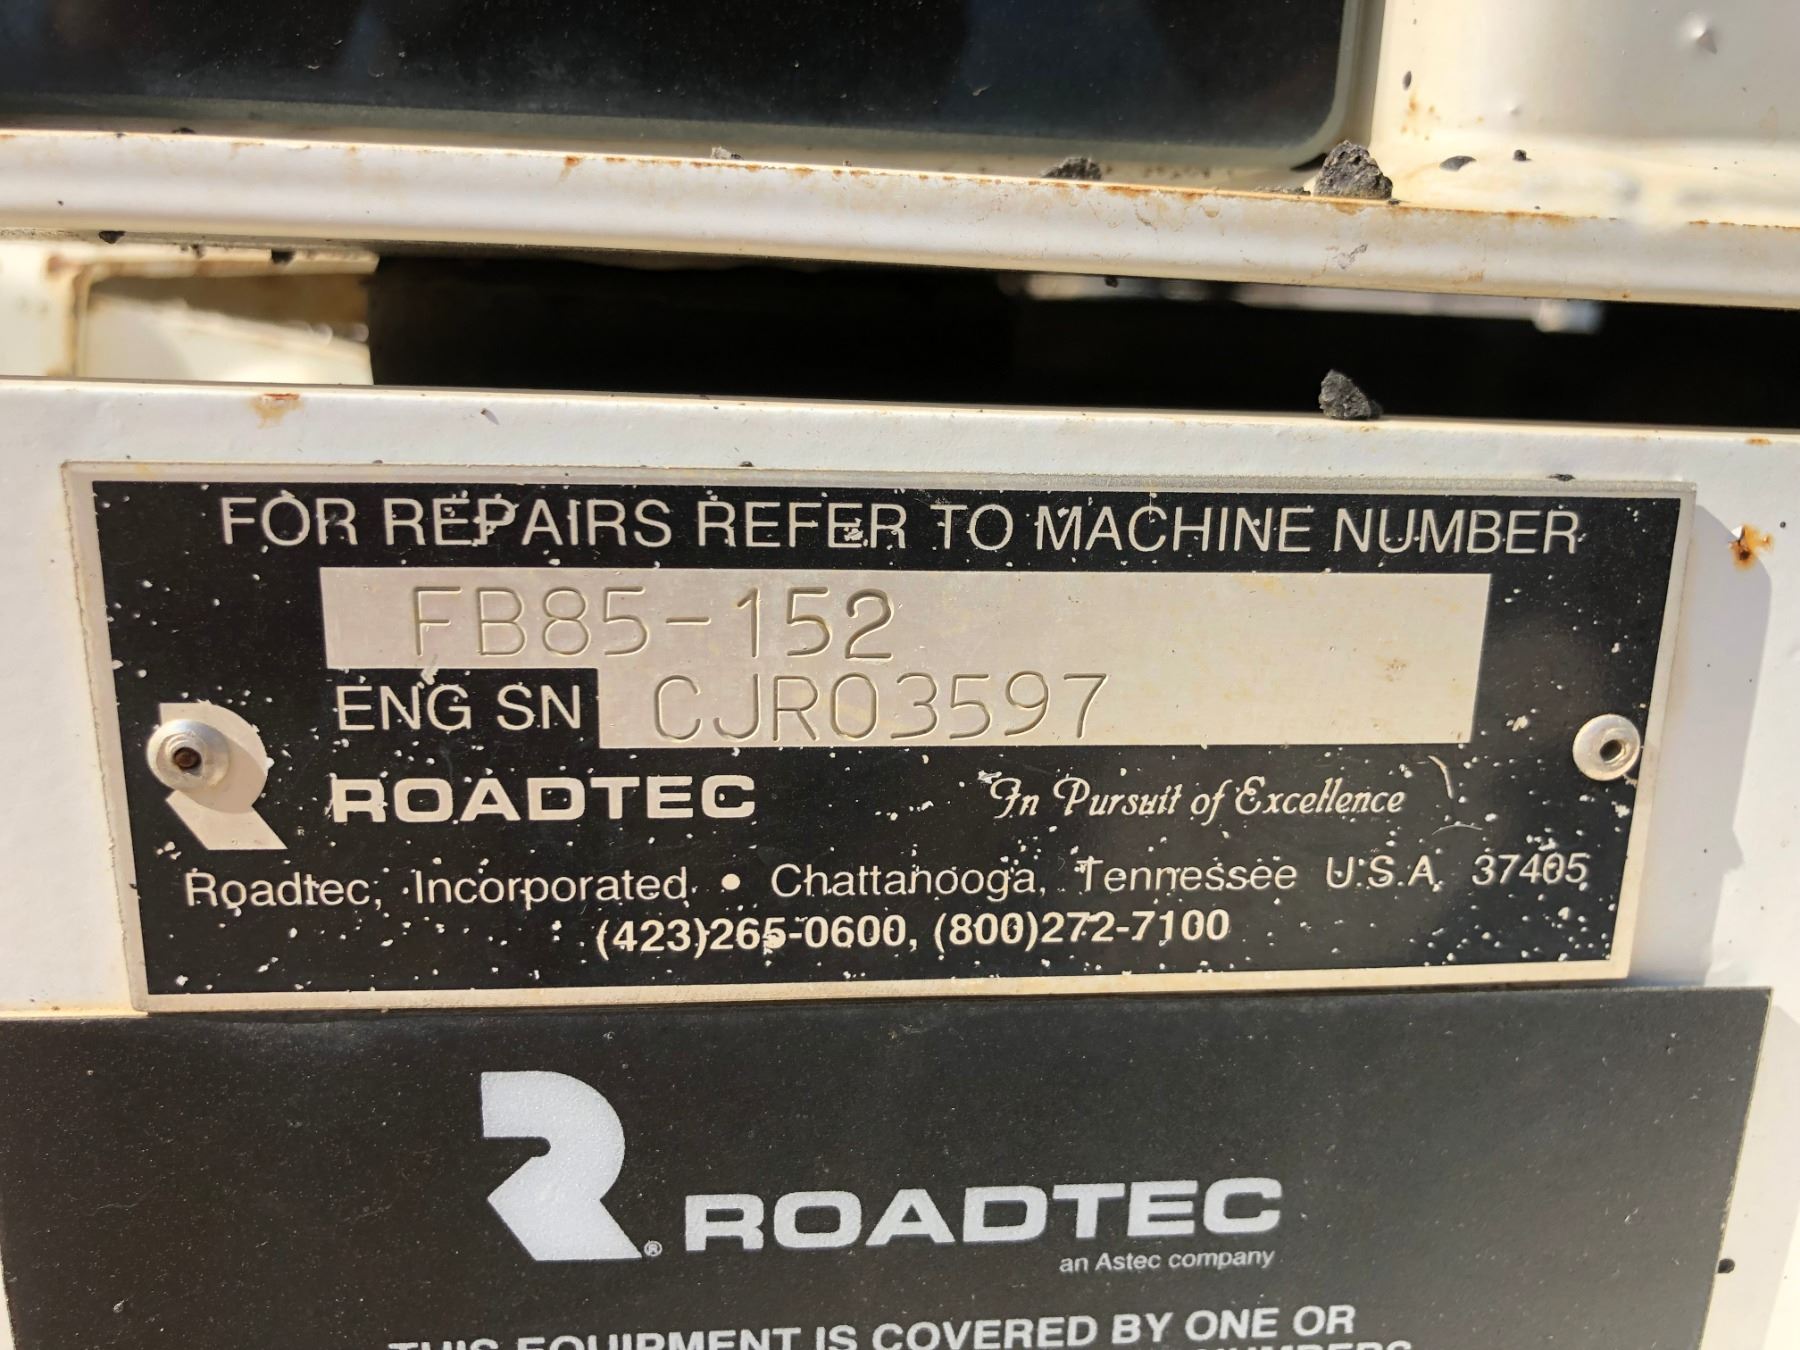 FOR REPAIRS REFER TO MACHINE NUMBER
FB85-152
ENG SN CJR03597
ROADTEC In Pursuit of Excellence
Roadtec, Incorporated • Chattanooga, Tennessee U.S.A. 37405
(423)265-0600, (800)272-7100
ROADTEC
an Astec company
THIS EQUIPMENT IS COVERED BY ONE OR
NUMBERS